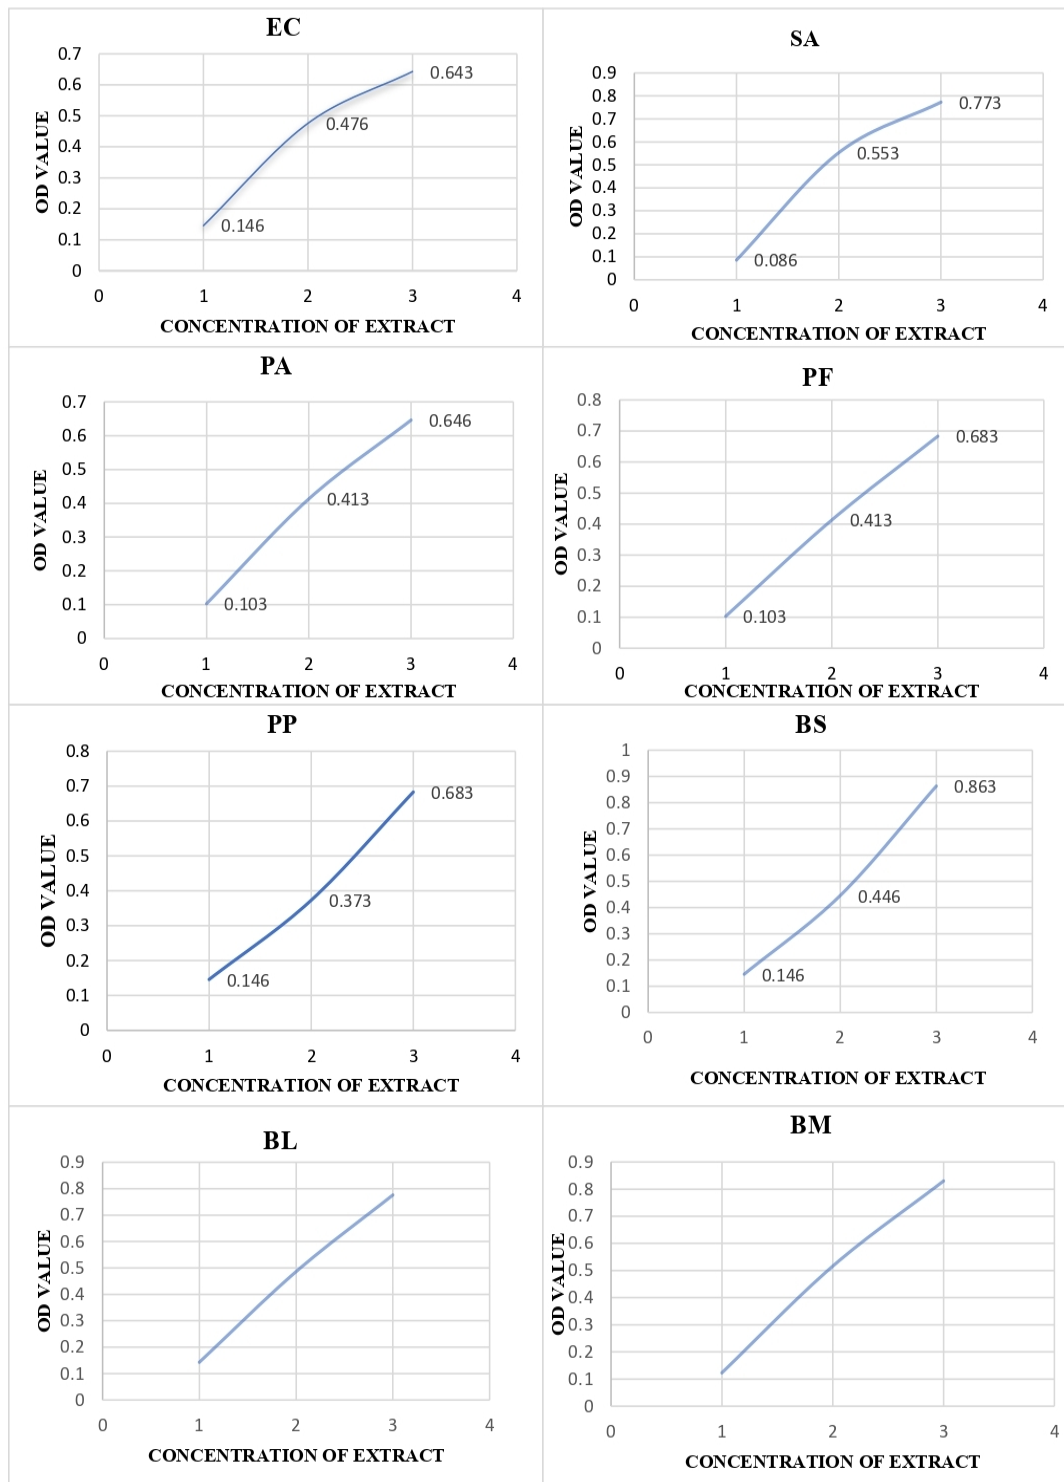 EC
0.7
0.6
0.5
0.4
0.3
0.2
0.1
0
OD VALUE
0.643
0.476
0.146
0 1 2 3 4
CONCENTRATION OF EXTRACT
SA
0.9
0.8
0.7
0.6
0.5
0.4
0.3
0.2
0.1
0
OD VALUE
0.773
0.553
0.086
0 1 2 3 4
CONCENTRATION OF EXTRACT
PA
0.7
0.6
0.5
0.4
0.3
0.2
0.1
0
OD VALUE
0.646
0.413
0.103
0 1 2 3 4
CONCENTRATION OF EXTRACT
PF
0.8
0.7
0.6
0.5
0.4
0.3
0.2
0.1
0
OD VALUE
0.683
0.413
0.103
0 1 2 3 4
CONCENTRATION OF EXTRACT
PP
0.8
0.7
0.6
0.5
0.4
0.3
0.2
0.1
0
OD VALUE
0.683
0.373
0.146
0 1 2 3 4
CONCENTRATION OF EXTRACT
BS
1
0.9
0.8
0.7
0.6
0.5
0.4
0.3
0.2
0.1
0
OD VALUE
0.863
0.446
0.146
0 1 2 3 4
CONCENTRATION OF EXTRACT
BL
0.9
0.8
0.7
0.6
0.5
0.4
0.3
0.2
0.1
0
OD VALUE
0 1 2 3 4
CONCENTRATION OF EXTRACT
BM
0.9
0.8
0.7
0.6
0.5
0.4
0.3
0.2
0.1
0
OD VALUE
0 1 2 3 4
CONCENTRATION OF EXTRACT